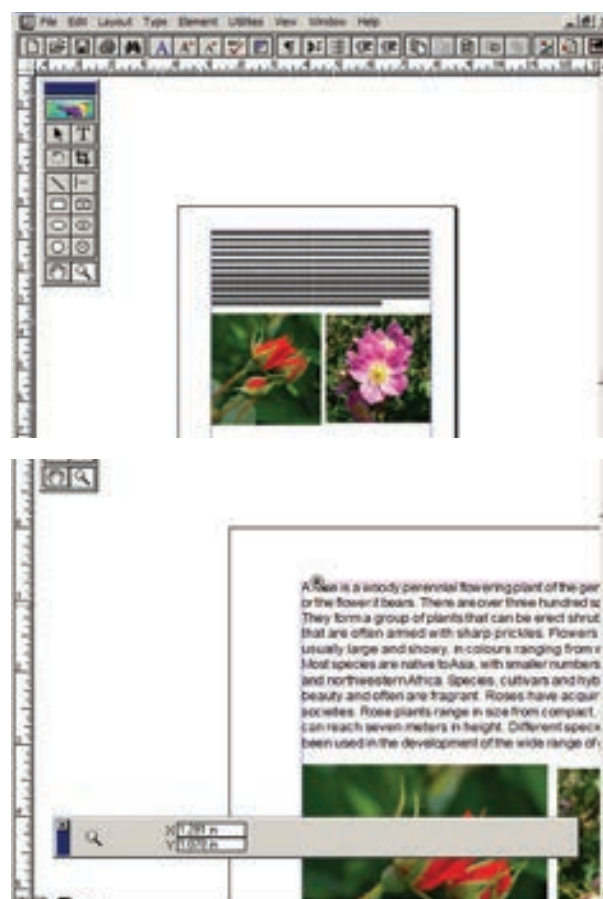 File Edit Layout Type Element Utilities View Window Help
T
A rose is a woody perennial flowering plant of the
or the flower it bears. There are over three hundred
They form a group of plants that can be erect
that are often armed with sharp prickles. Flowers
usually large and showy, in colours ranging from
Most species are native to Asia, with smaller numbers
and northwestern Africa. Species, cultivars and
beauty and often are fragrant. Roses have
societies. Rose plants range in size from compact,
can reach seven meters in height. Different
been used in the development of the wide range of
X
Y